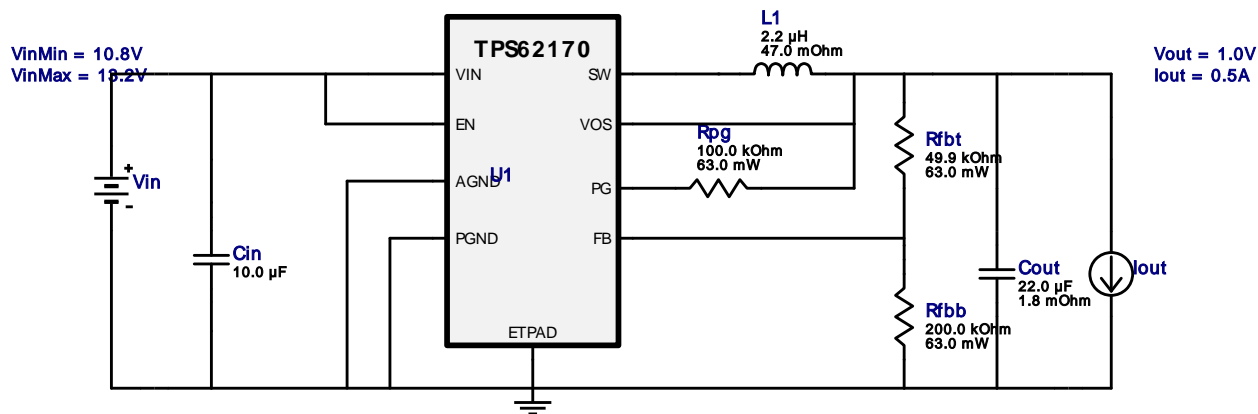 L1
2.2 µH
47.0 mOhm
TPS62170
VinMin = 10.8V
VinMax = 13.2V
Vout = 1.0V
Iout = 0.5A
VIN
SW
EN
VOS
Rpg
100.0 kOhm
63.0 mW
Rfbt
49.9 kOhm
63.0 mW
Vin
+
-
AGND
U1
PG
PGND
FB
Cin
10.0 µF
Cout
22.0 µF
1.8 mOhm
Iout
Rfbb
200.0 kOhm
63.0 mW
ETPAD